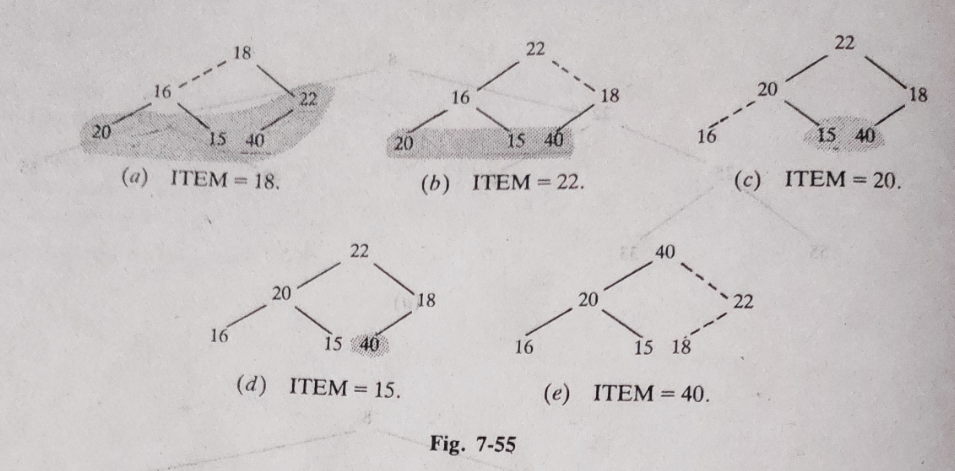 18
16 22
20 15 40
(a) ITEM = 18.
22
16 18
20 15 40
(b) ITEM = 22.
22
20 18
16 15 40
(c) ITEM = 20.
22
20 18
16 15 40
(d) ITEM = 15.
40
20 22
16 15 18
(e) ITEM = 40.
Fig. 7-55